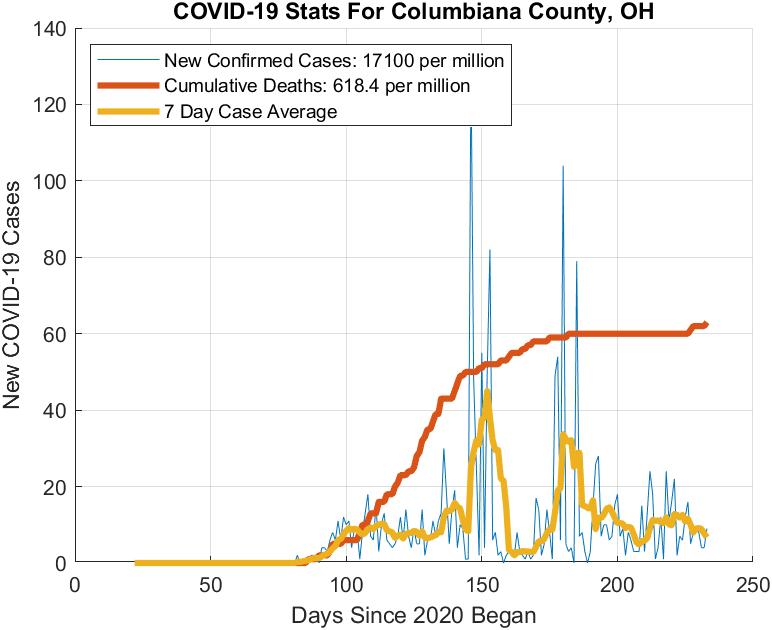 COVID-19 Stats For Columbiana County, OH
New Confirmed Cases: 17100 per million
Cumulative Deaths: 618.4 per million
7 Day Case Average
New COVID-19 Cases
140
120
100
80
60
40
20
0
0 50 100 150 200 250
Days Since 2020 Began